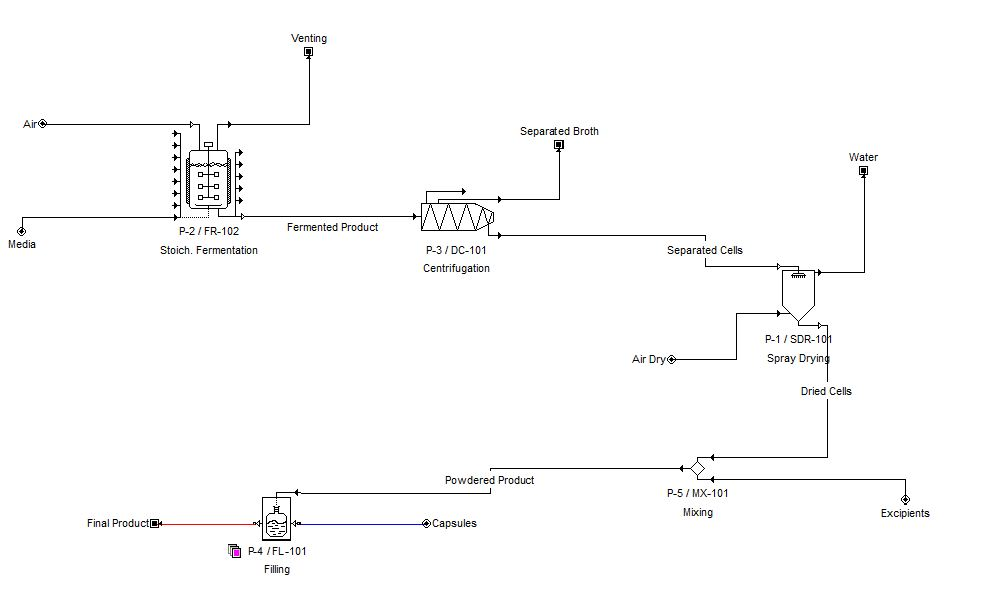 Venting
Air
Separated Broth
Water
Fermented Product
P-2 / FR-102
Stoich. Fermentation
Media
P-3 / DC-101
Centrifugation
Separated Cells
P-1 / SDR-101
Spray Drying
Air Dry
Dried Cells
Powdered Product
P-5 / MX-101
Mixing
Excipients
Final Product
Capsules
P-4 / FL-101
Filling